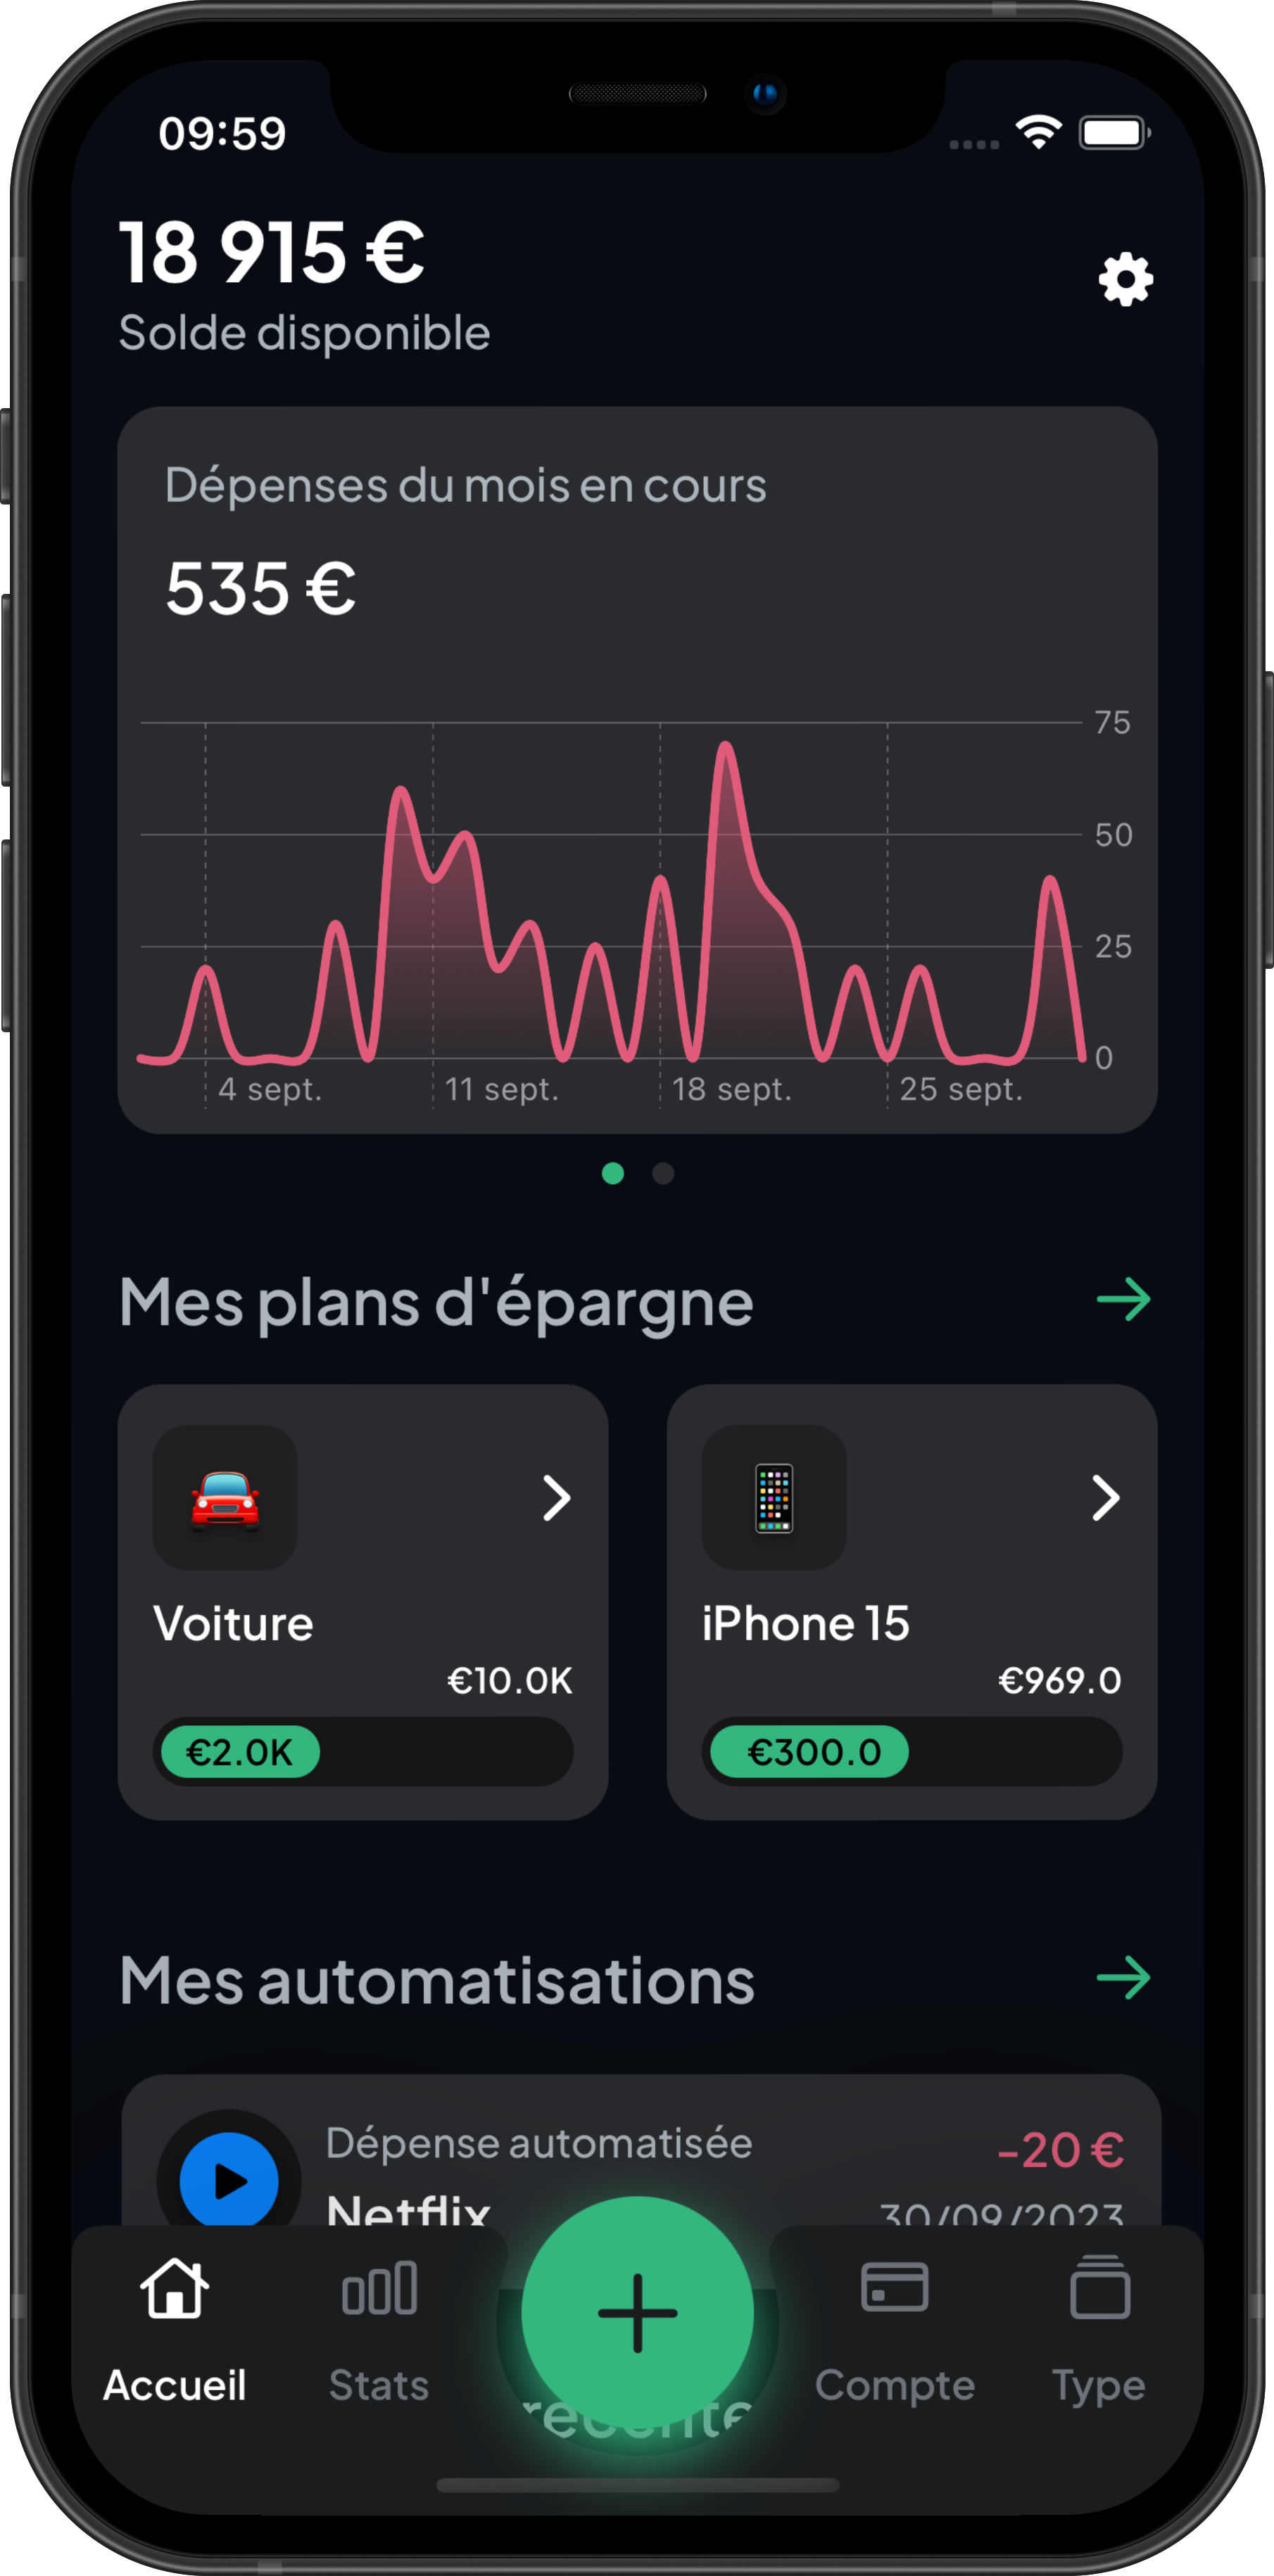 09:59
18 915 €
Solde disponible
Dépenses du mois en cours
535 €
75
50
25
0
4 sept.
11 sept.
18 sept.
25 sept.
Mes plans d'épargne
Voiture
€10.0K
€2.0K
iPhone 15
€969.0
€300.0
Mes automatisations
Dépense automatisée
-20 €
Netflix
30/09/2023
Accueil
Stats
Compte
Type